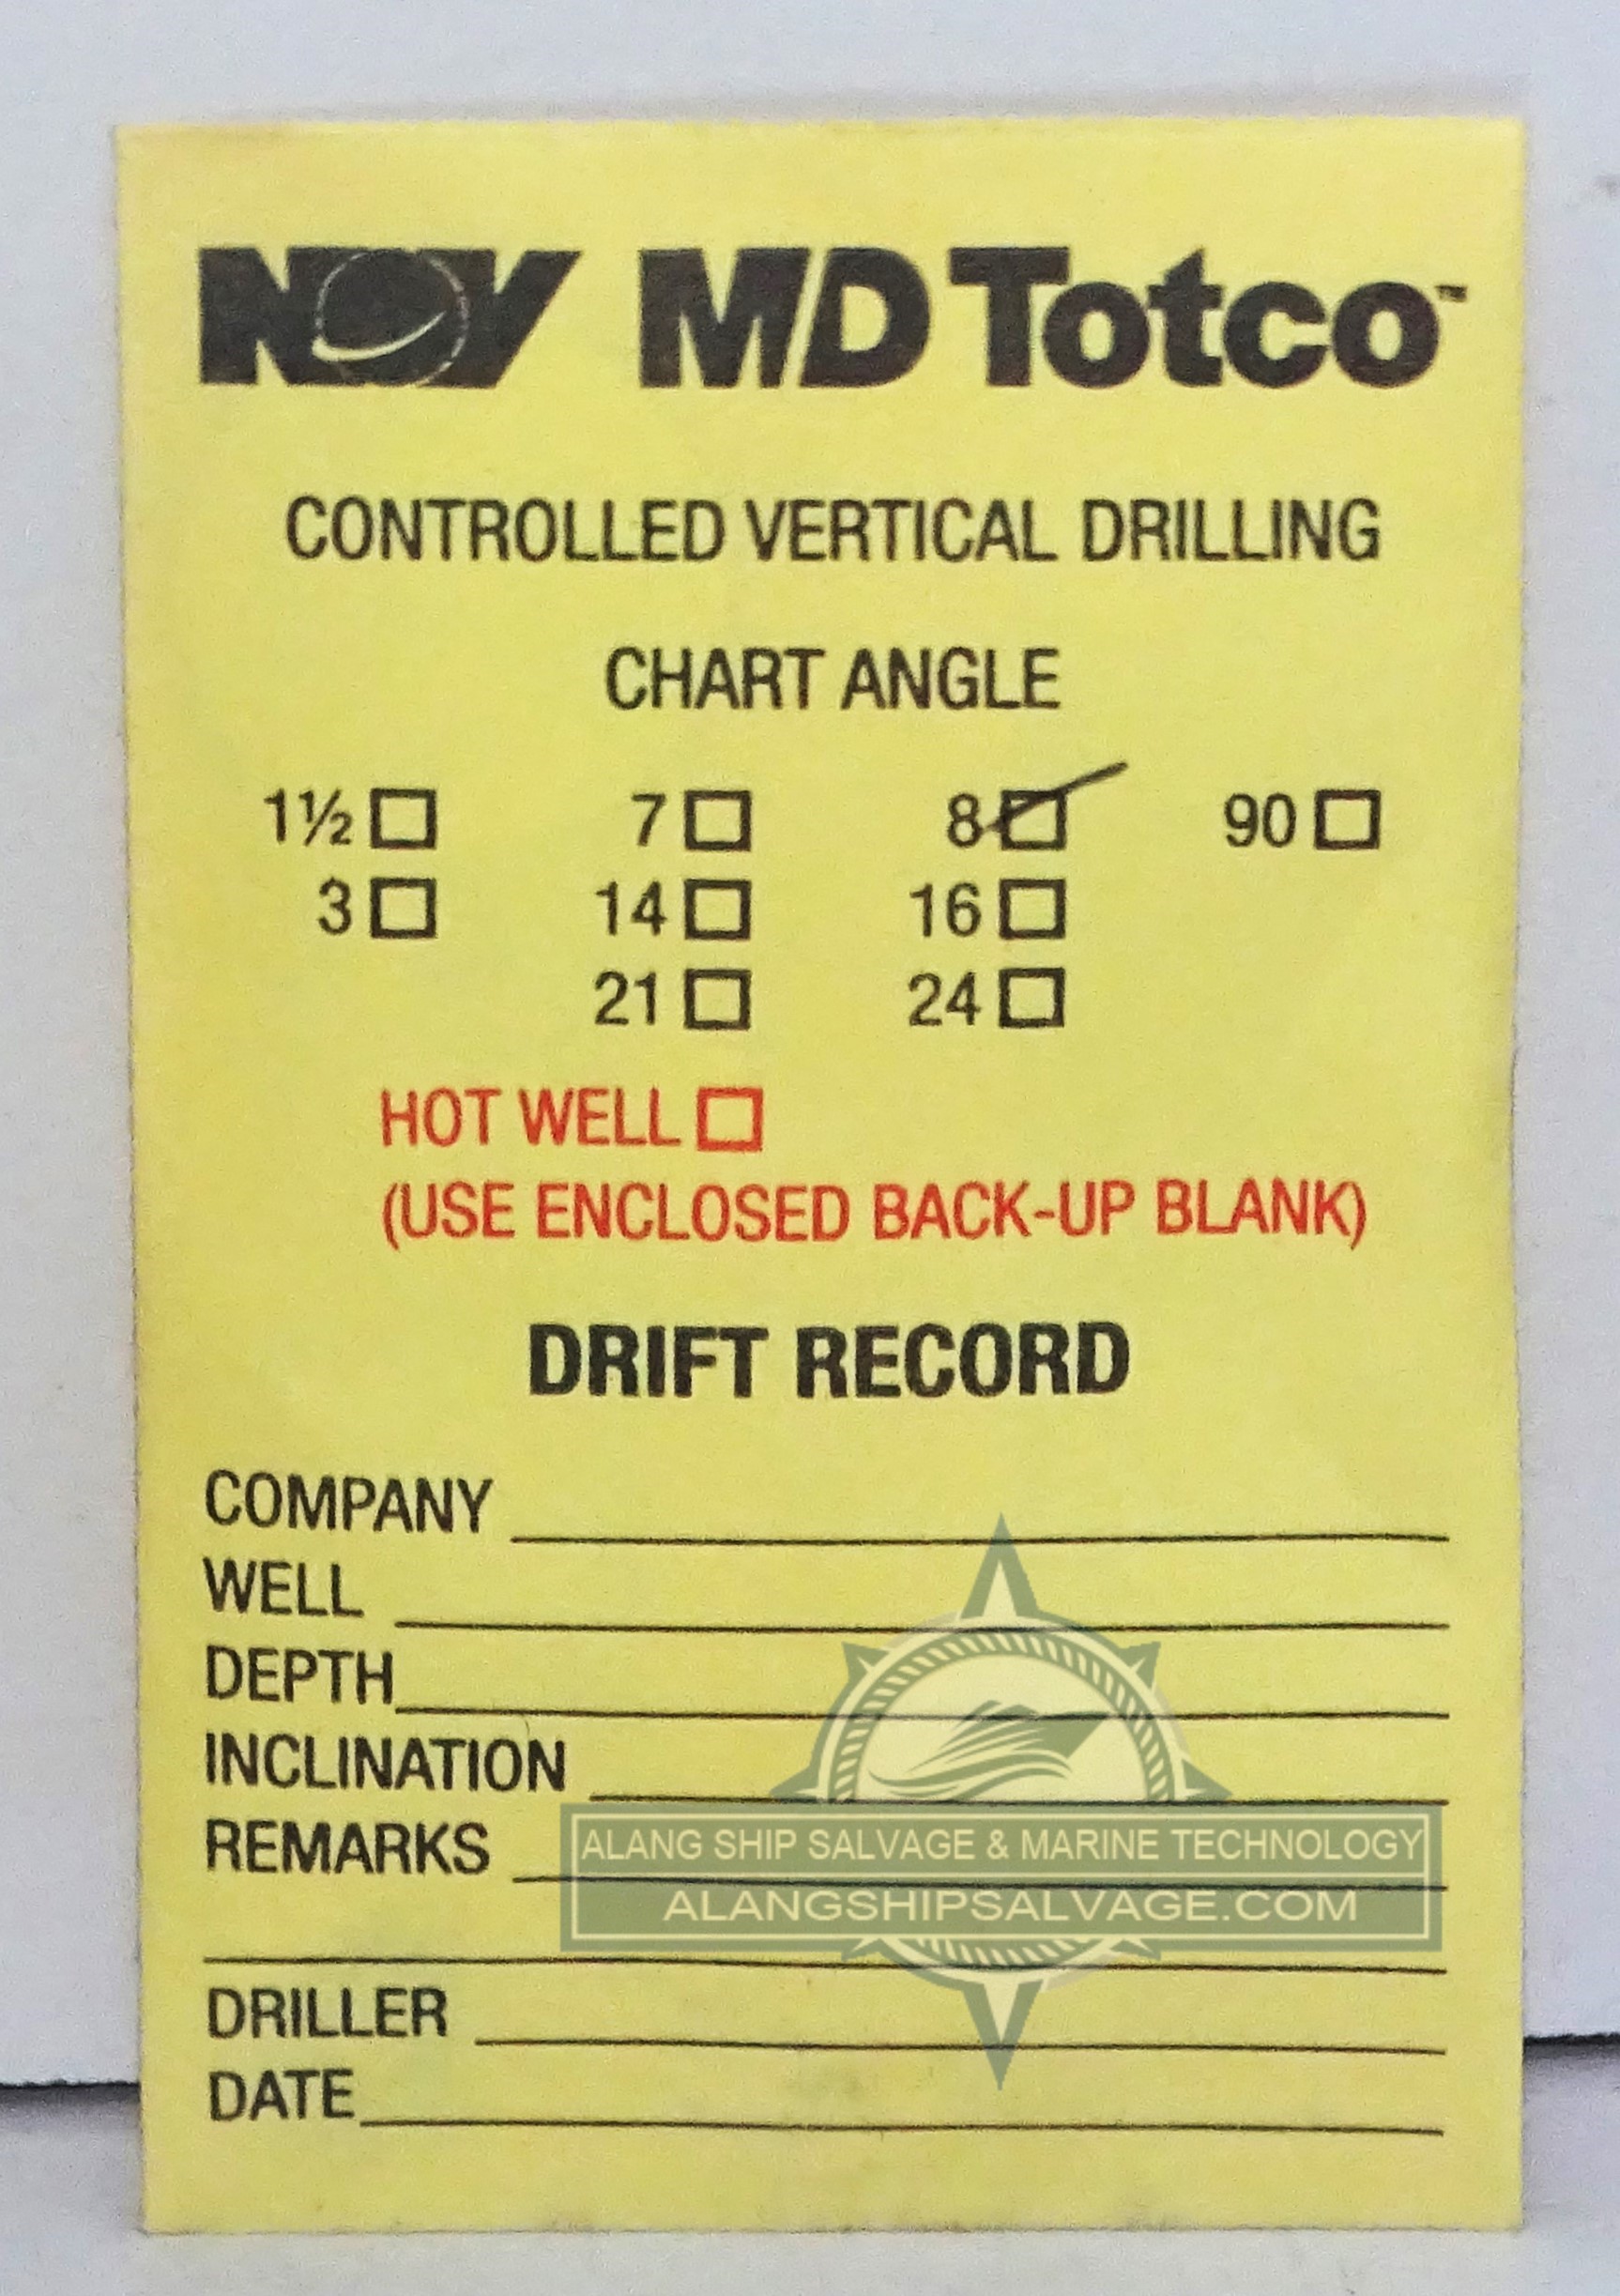 NOV MD Totco™
CONTROLLED VERTICAL DRILLING
CHART ANGLE
1½ 7 8 90
3 14 16
21 24
HOT WELL
(USE ENCLOSED BACK-UP BLANK)
DRIFT RECORD
COMPANY
WELL
DEPTH
INCLINATION
REMARKS
ALANG SHIP SALVAGE & MARINE TECHNOLOGY
ALANGSHIPSALVAGE.COM
DRILLER
DATE